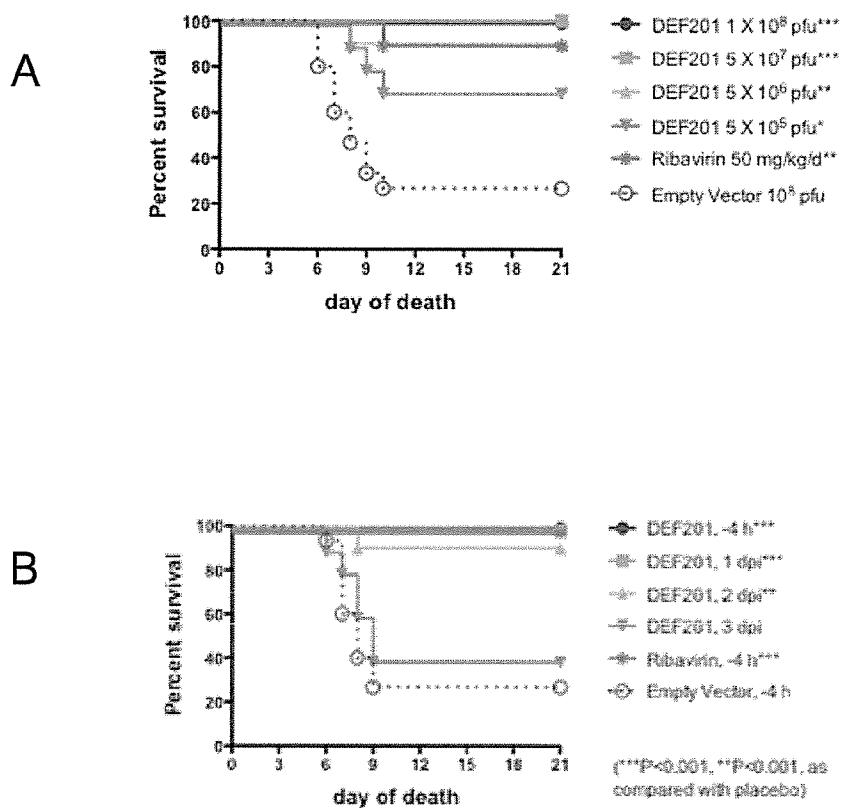 A
Percent survival
100
80
60
40
20
0
0 3 6 9 12 15 18 21
day of death
DEF201 1 X 10⁸ pfu***
DEF201 5 X 10⁷ pfu***
DEF201 5 X 10⁶ pfu**
DEF201 5 X 10⁵ pfu*
Ribavirin 50 mg/kg/d**
Empty Vector 10⁸ pfu
B
Percent survival
100
80
60
40
20
0
0 3 6 9 12 15 18 21
day of death
DEF201, -4 h***
DEF201, 1 dpi***
DEF201, 2 dpi**
DEF201, 3 dpi
Ribavirin, -4 h***
Empty Vector, -4 h
(***P<0.001, **P<0.001, as
compared with placebo)